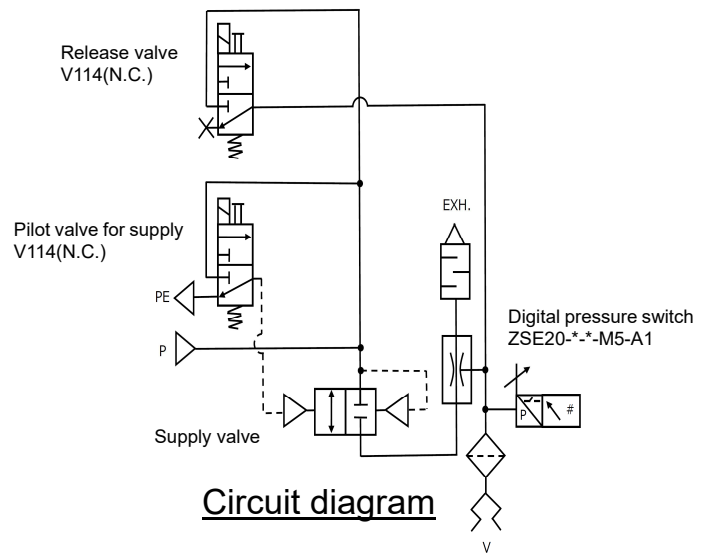 Release valve
V114(N.C.)
EXH.
Pilot valve for supply
V114(N.C.)
PE
Digital pressure switch
ZSE20-*-*-M5-A1
P
P
#
Supply valve
Circuit diagram
V